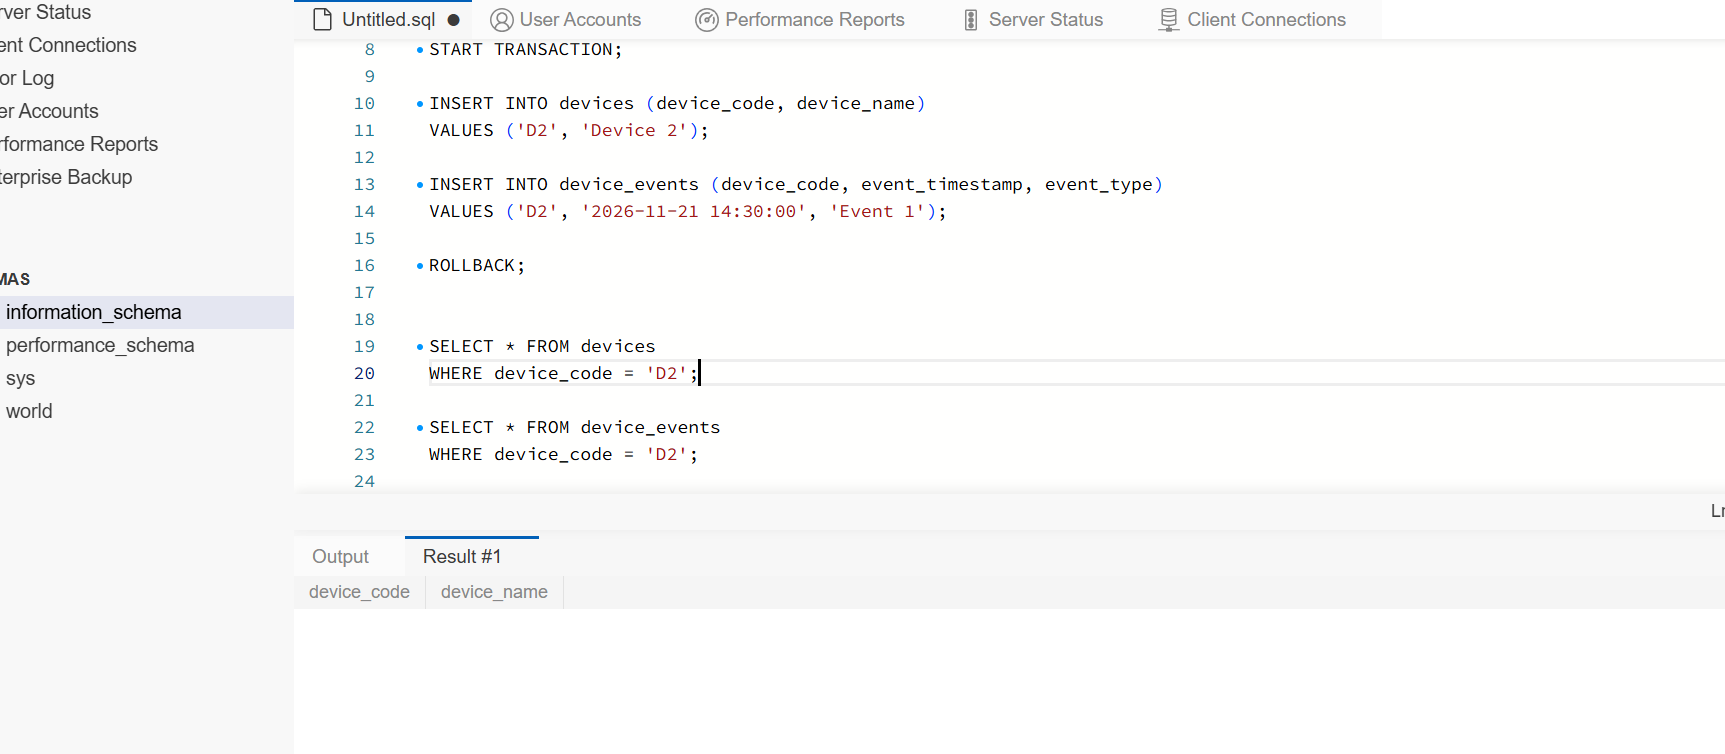 rver Status
ent Connections
or Log
er Accounts
rformance Reports
terprise Backup
MAS
information_schema
performance_schema
sys
world
Untitled.sql ● User Accounts Performance Reports Server Status Client Connections
8 START TRANSACTION;
9
10 INSERT INTO devices (device_code, device_name)
11 VALUES ('D2', 'Device 2');
12
13 INSERT INTO device_events (device_code, event_timestamp, event_type)
14 VALUES ('D2', '2026-11-21 14:30:00', 'Event 1');
15
16 ROLLBACK;
17
18
19 SELECT * FROM devices
20 WHERE device_code = 'D2';
21
22 SELECT * FROM device_events
23 WHERE device_code = 'D2';
24
Ln
Output Result #1
device_code device_name